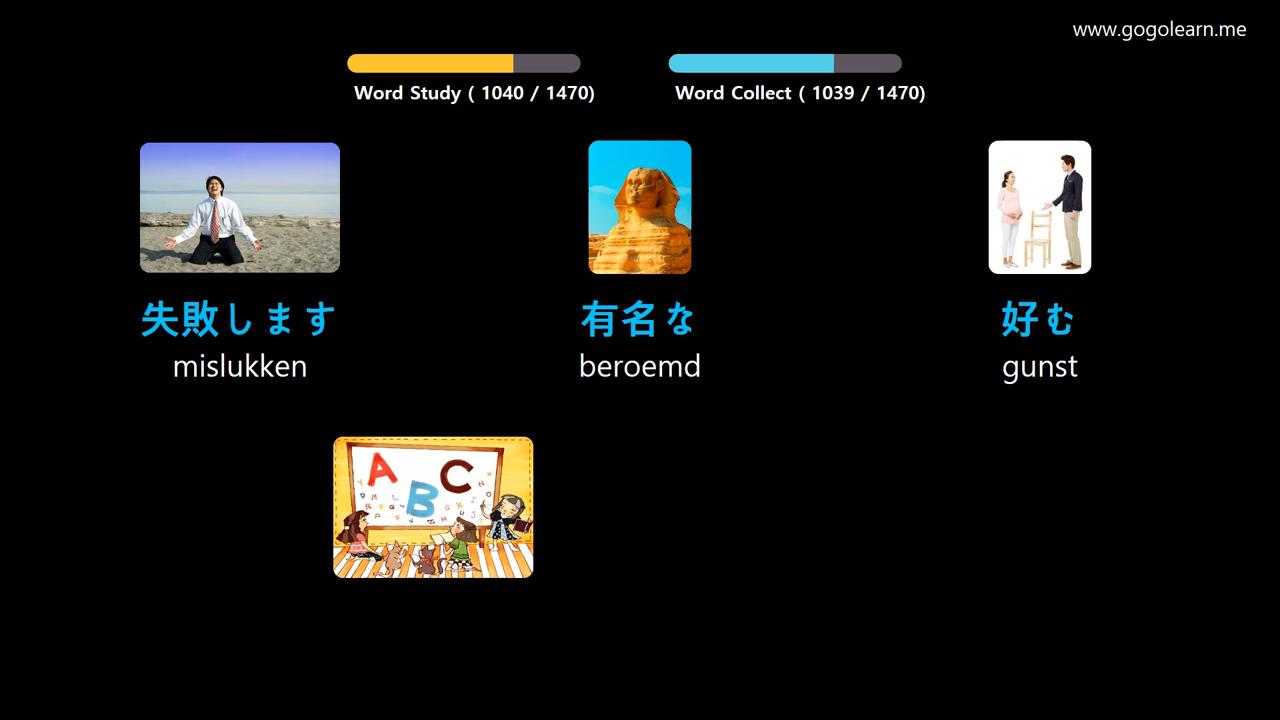 www.gogolearn.me
Word Study ( 1040 / 1470)
Word Collect ( 1039 / 1470)
失敗します
mislukken
有名な
beroemd
好む
gunst
A B C